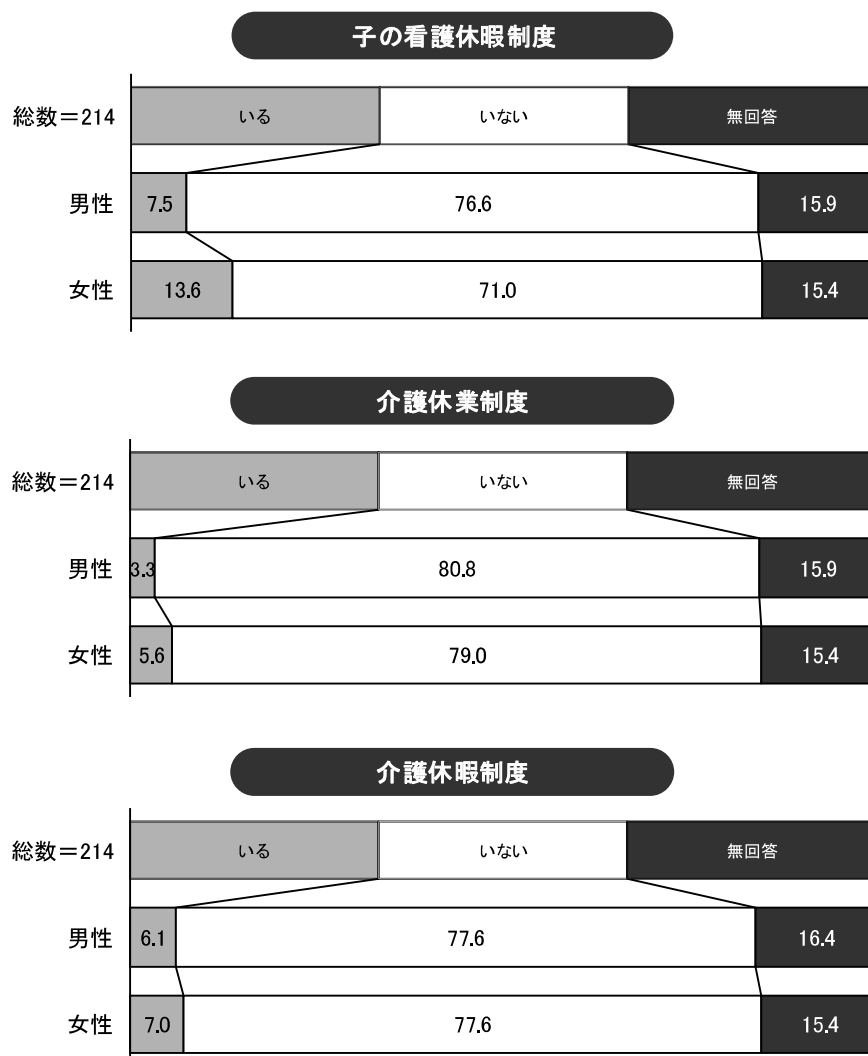 子の看護休暇制度
総数＝214 いる いない 無回答
男性 7.5 76.6 15.9
女性 13.6 71.0 15.4
介護休業制度
総数＝214 いる いない 無回答
男性 3.3 80.8 15.9
女性 5.6 79.0 15.4
介護休暇制度
総数＝214 いる いない 無回答
男性 6.1 77.6 16.4
女性 7.0 77.6 15.4